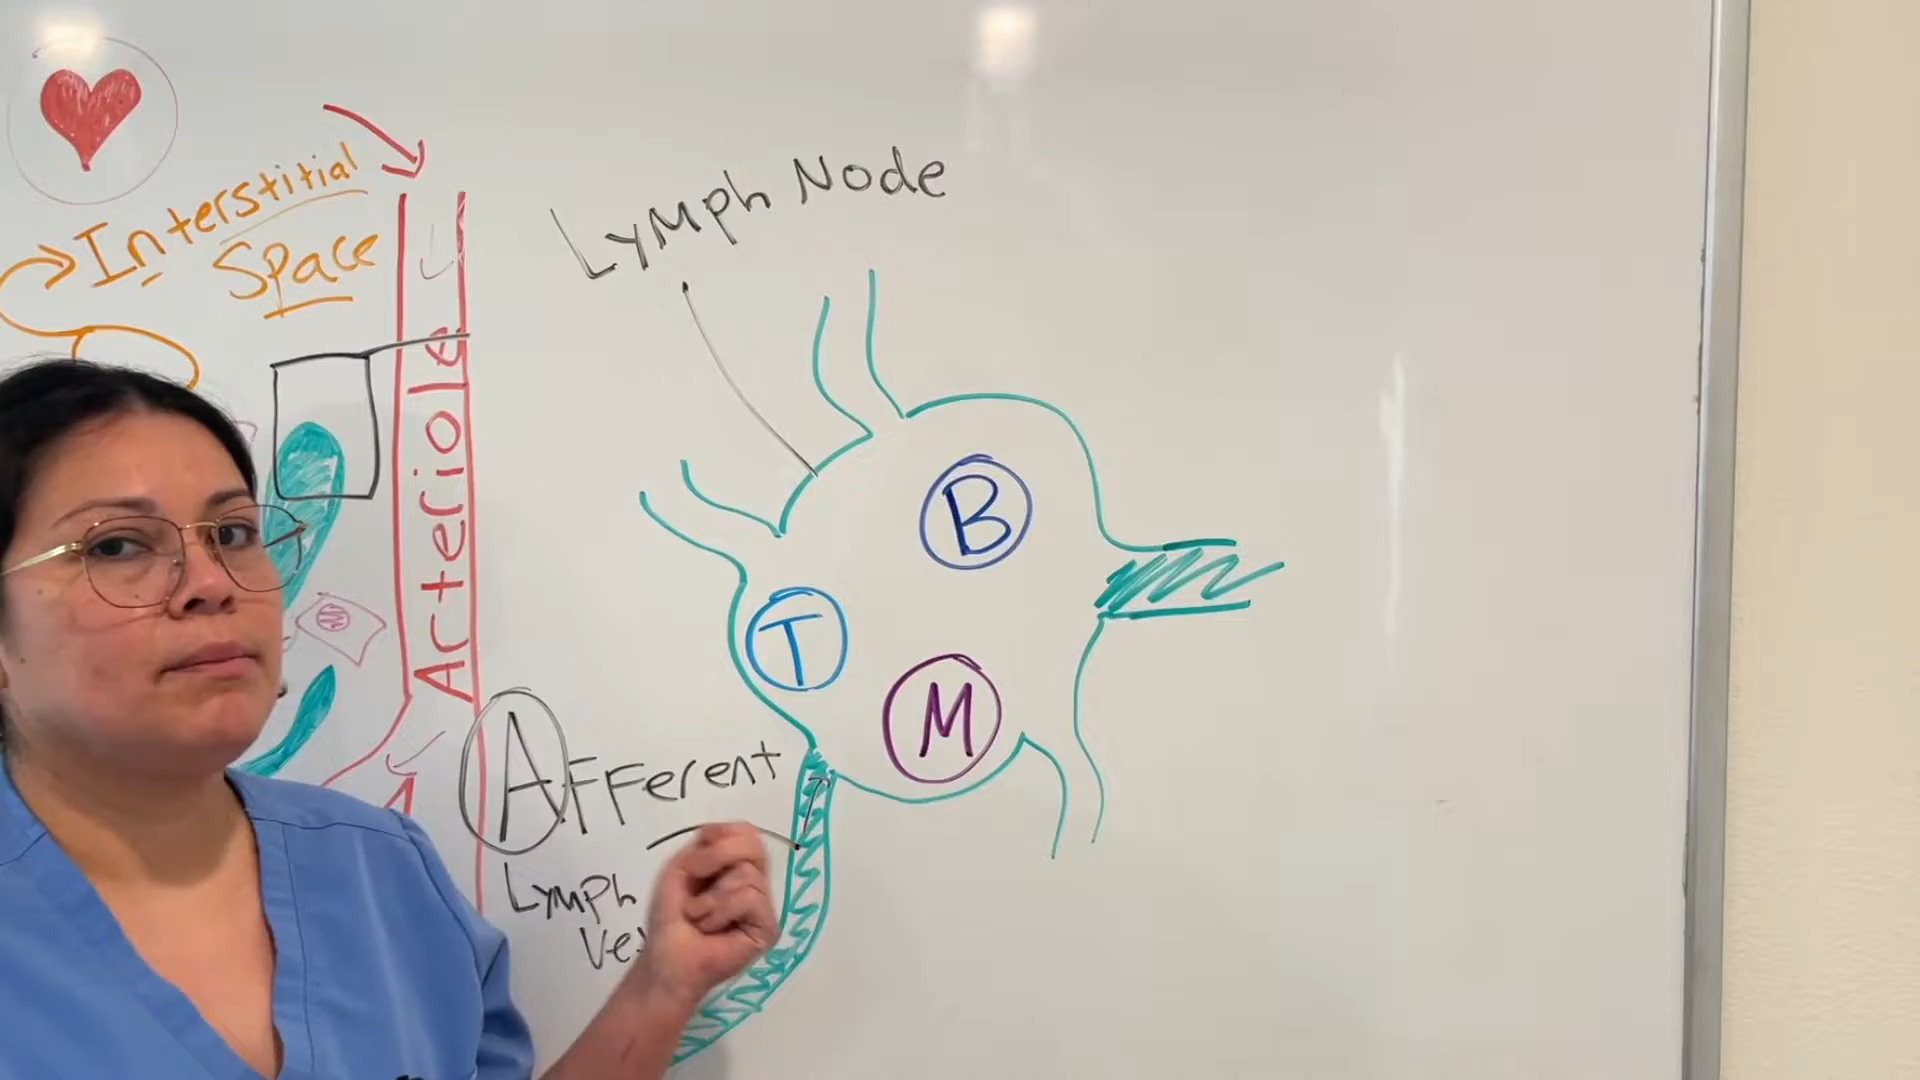 Interstitial
Space
Arteriole
Lymph Node
B
T
M
Afferent
Lymph